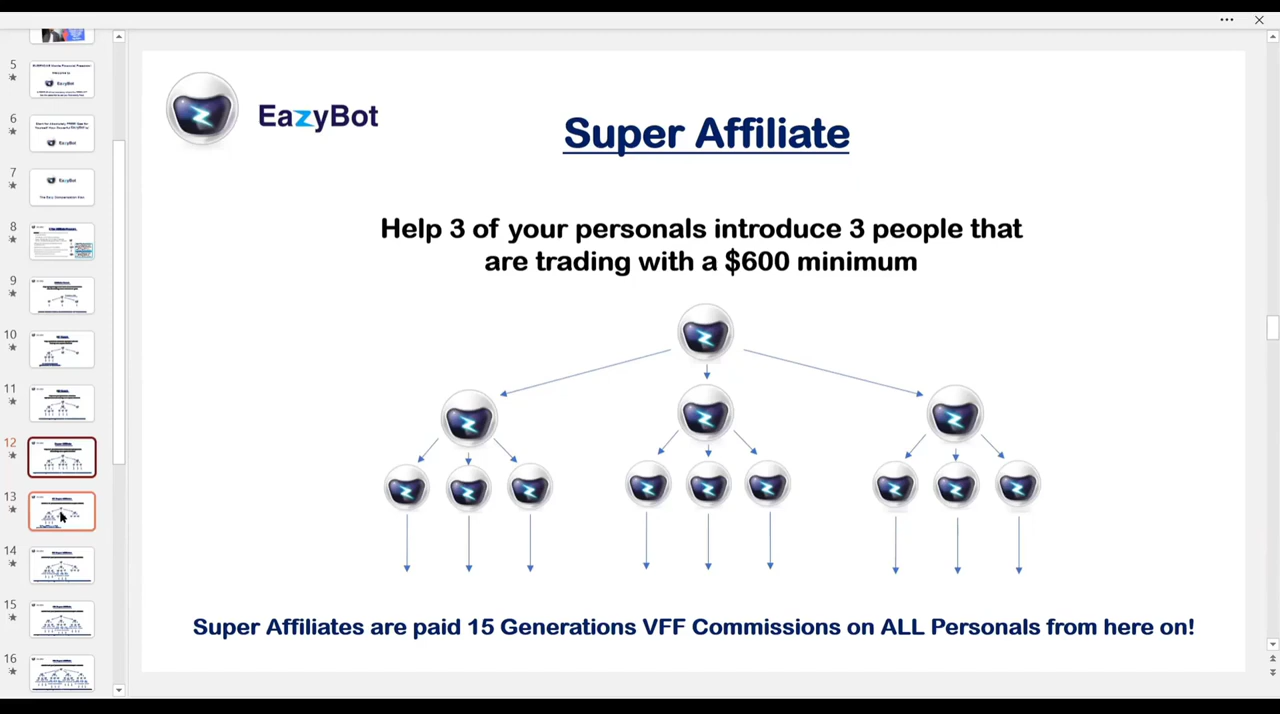 EazyBot
Super Affiliate
Help 3 of your personals introduce 3 people that
are trading with a $600 minimum
Super Affiliates are paid 15 Generations VFF Commissions on ALL Personals from here on!
5
6
EazyBot
7
EazyBot
8
9
10
11
12
13
14
15
16